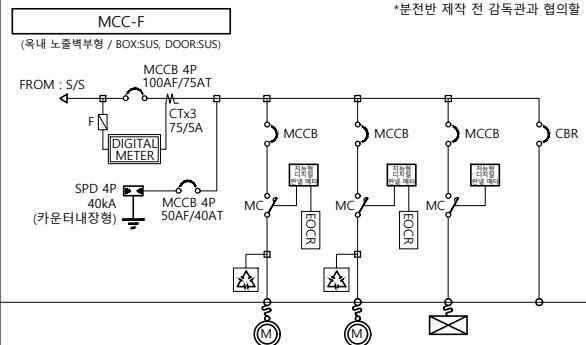 *분전반 제작 전 감독관과 협의할
MCC-F
(옥내 노출벽부형 / BOX:SUS, DOOR:SUS)
MCCB 4P
100AF/75AT
FROM : S/S
CTx3
75/5A
F
DIGITAL
METER
MCCB
MCCB
MCCB
CBR
SPD 4P
40kA
(카운터내장형)
MCCB 4P
50AF/40AT
MC
MC
MC
EOCR
EOCR
M
M